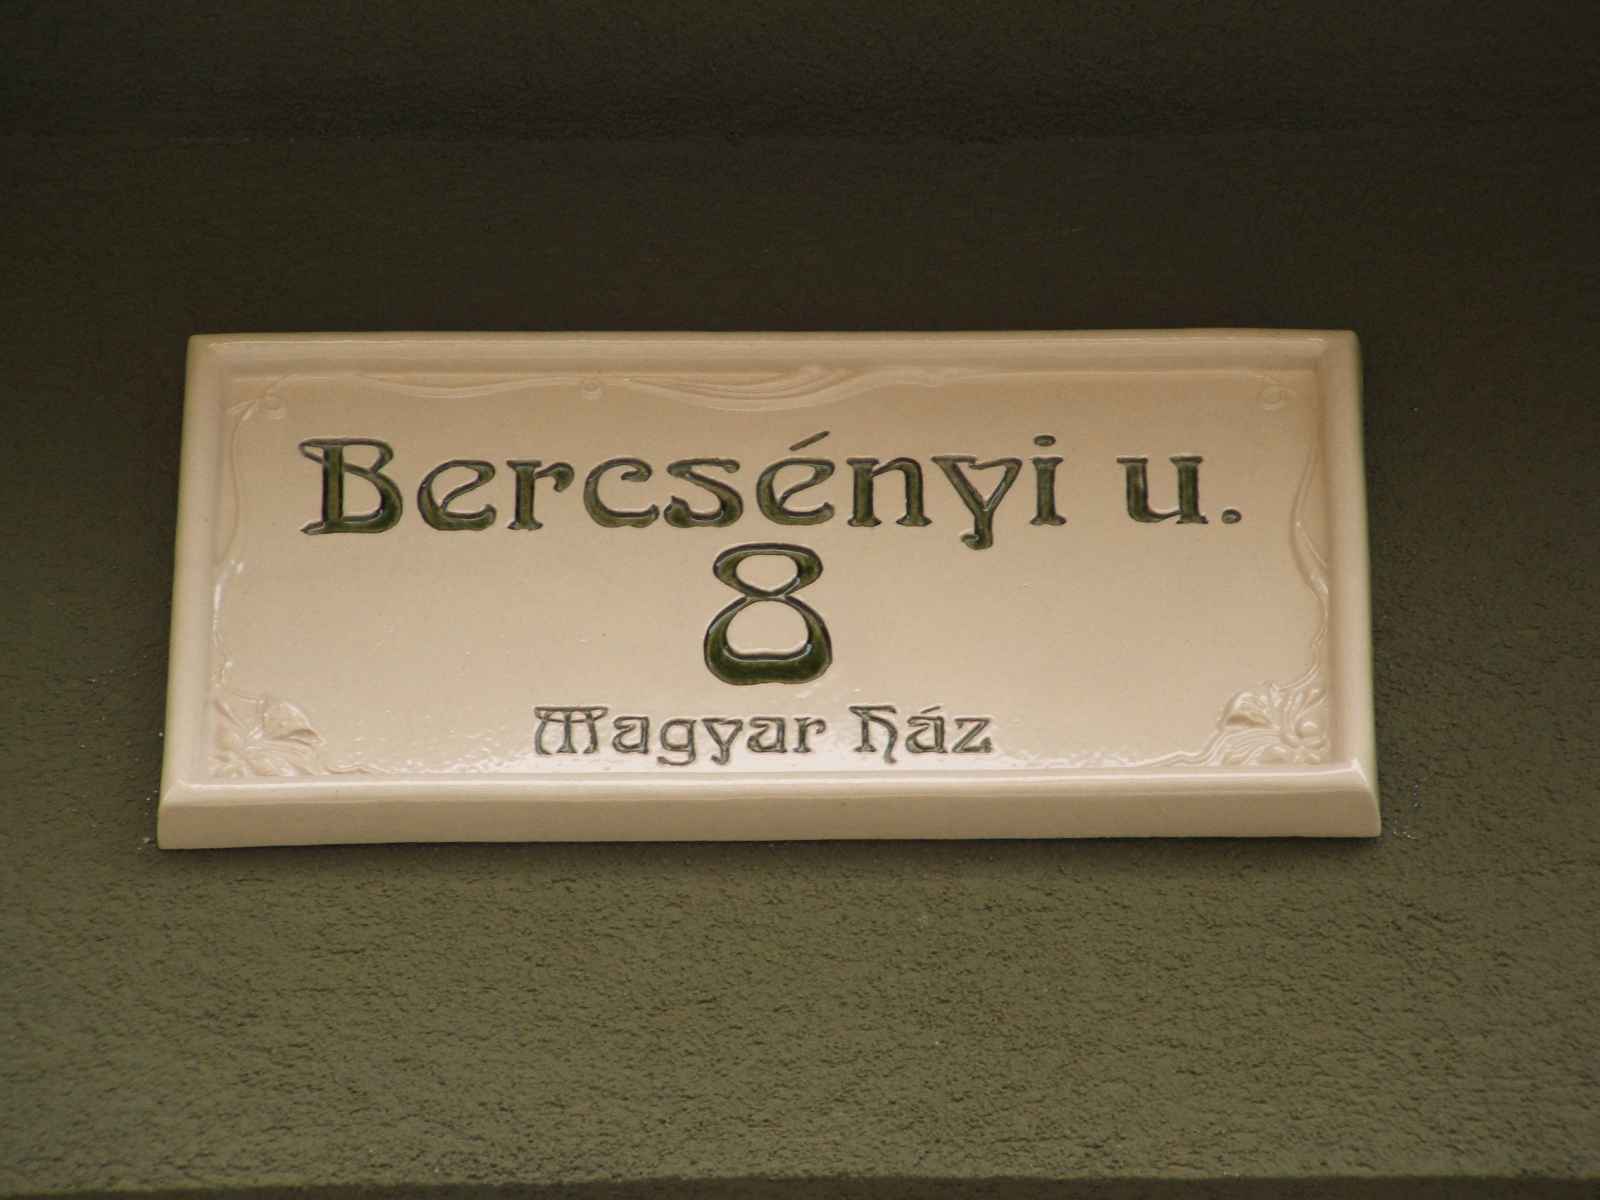 Bercsényi u.
8
Magyar Ház